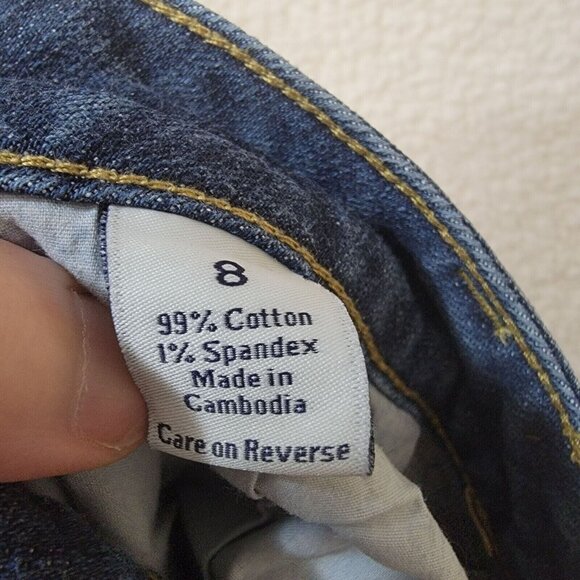 8
99% Cotton
1% Spandex
Made in
Cambodia
Care on Reverse